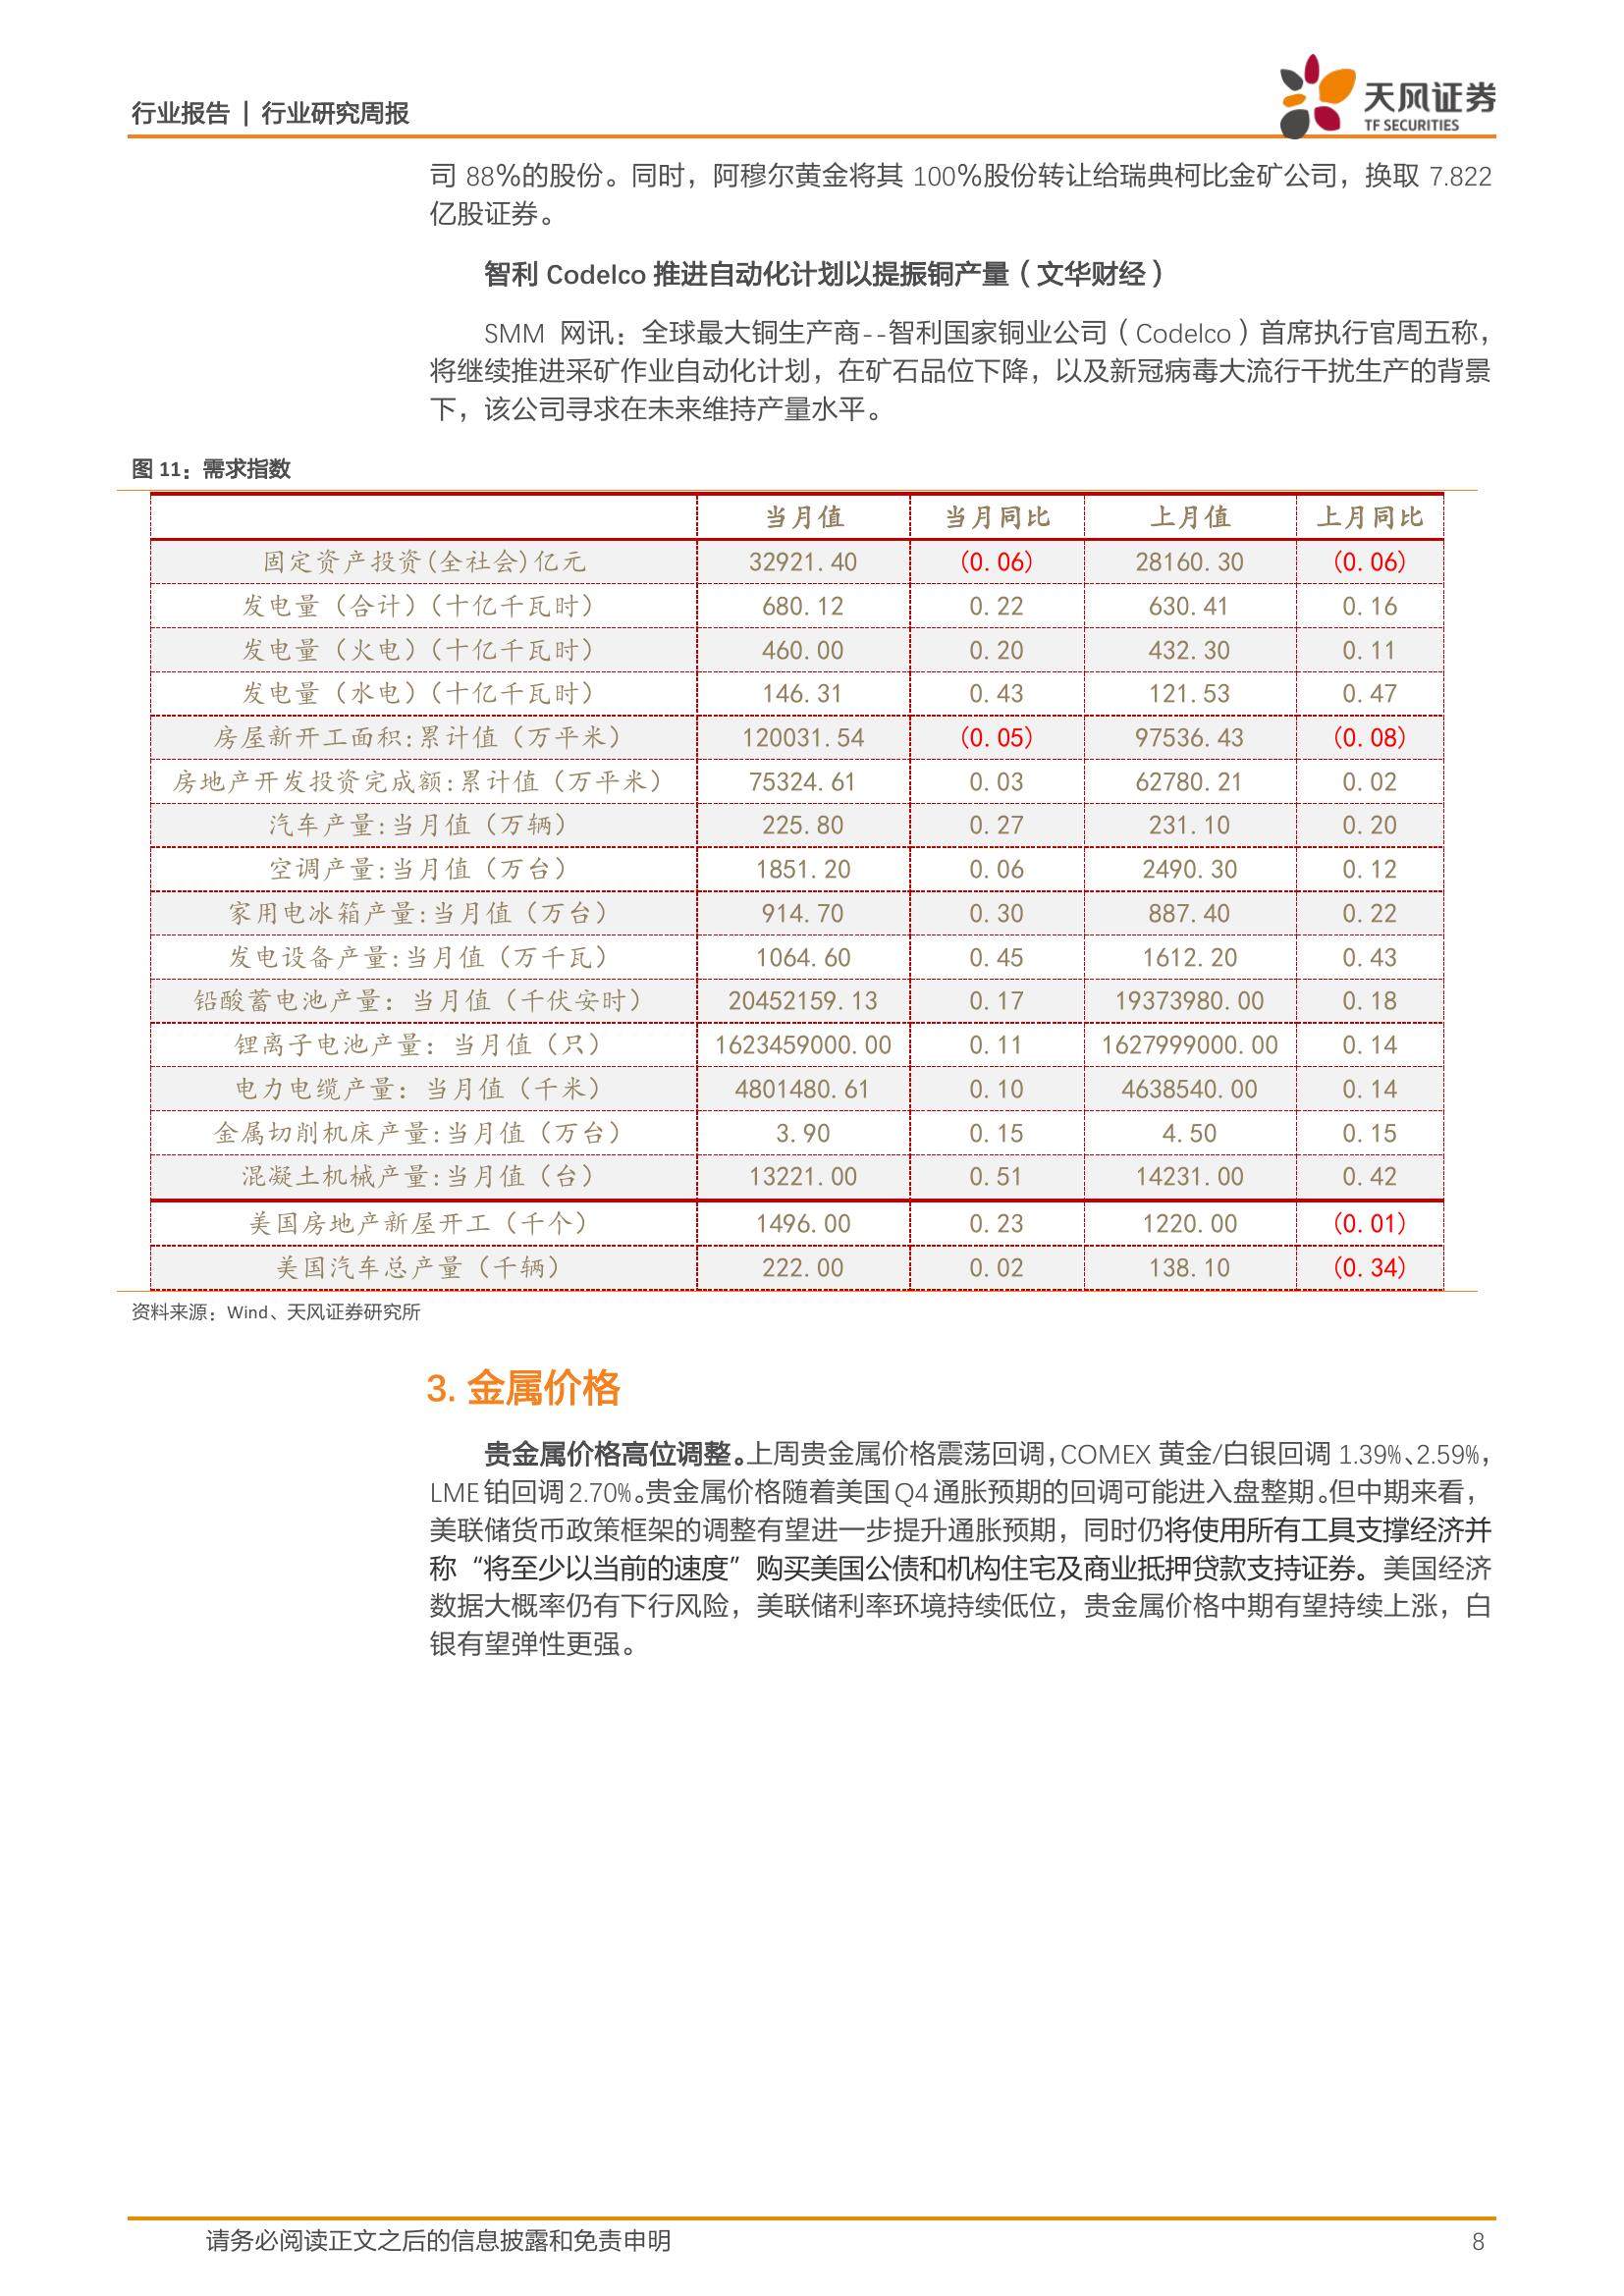 行业报告 | 行业研究周报
天风证券
TF SECURITIES
司 88%的股份。同时，阿穆尔黄金将其 100%股份转让给瑞典柯比金矿公司，换取 7.822
亿股证券。
智利 Codelco 推进自动化计划以提振铜产量（文华财经）
SMM 网讯：全球最大铜生产商--智利国家铜业公司（Codelco）首席执行官周五称，
将继续推进采矿作业自动化计划，在矿石品位下降，以及新冠病毒大流行干扰生产的背景
下，该公司寻求在未来维持产量水平。
图 11：需求指数
当月值 当月同比 上月值 上月同比
固定资产投资(全社会)亿元 32921.40 (0.06) 28160.30 (0.06)
发电量（合计）（十亿千瓦时） 680.12 0.22 630.41 0.16
发电量（火电）（十亿千瓦时） 460.00 0.20 432.30 0.11
发电量（水电）（十亿千瓦时） 146.31 0.43 121.53 0.47
房屋新开工面积:累计值（万平米） 120031.54 (0.05) 97536.43 (0.08)
房地产开发投资完成额:累计值（万平米） 75324.61 0.03 62780.21 0.02
汽车产量:当月值（万辆） 225.80 0.27 231.10 0.20
空调产量:当月值（万台） 1851.20 0.06 2490.30 0.12
家用电冰箱产量:当月值（万台） 914.70 0.30 887.40 0.22
发电设备产量:当月值（万千瓦） 1064.60 0.45 1612.20 0.43
铅酸蓄电池产量：当月值（千伏安时） 20452159.13 0.17 19373980.00 0.18
锂离子电池产量：当月值（只） 1623459000.00 0.11 1627999000.00 0.14
电力电缆产量：当月值（千米） 4801480.61 0.10 4638540.00 0.14
金属切削机床产量:当月值（万台） 3.90 0.15 4.50 0.15
混凝土机械产量:当月值（台） 13221.00 0.51 14231.00 0.42
美国房地产新屋开工（千个） 1496.00 0.23 1220.00 (0.01)
美国汽车总产量（千辆） 222.00 0.02 138.10 (0.34)
资料来源：Wind、天风证券研究所
3. 金属价格
贵金属价格高位调整。上周贵金属价格震荡回调，COMEX 黄金/白银回调 1.39%、2.59%，
LME 铂回调 2.70%。贵金属价格随着美国 Q4 通胀预期的回调可能进入盘整期。但中期来看，
美联储货币政策框架的调整有望进一步提升通胀预期，同时仍将使用所有工具支撑经济并
称“将至少以当前的速度”购买美国公债和机构住宅及商业抵押贷款支持证券。美国经济
数据大概率仍有下行风险，美联储利率环境持续低位，贵金属价格中期有望持续上涨，白
银有望弹性更强。
请务必阅读正文之后的信息披露和免责申明 8